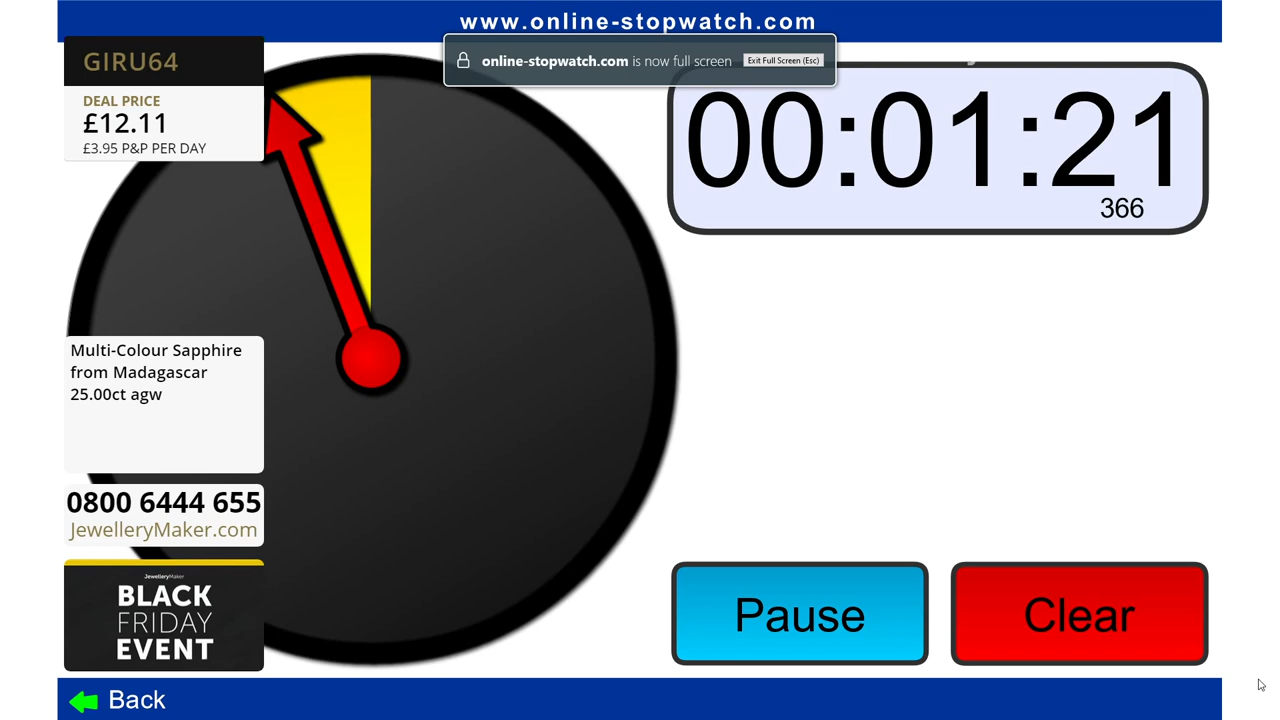 www.online-stopwatch.com
GIRU64
online-stopwatch.com is now full screen
Exit Full Screen (Esc)
DEAL PRICE
£12.11
£3.95 P&P PER DAY
00:01:21
366
Multi-Colour Sapphire
from Madagascar
25.00ct agw
0800 6444 655
JewelleryMaker.com
JewelleryMaker
BLACK
FRIDAY
EVENT
Pause
Clear
Back